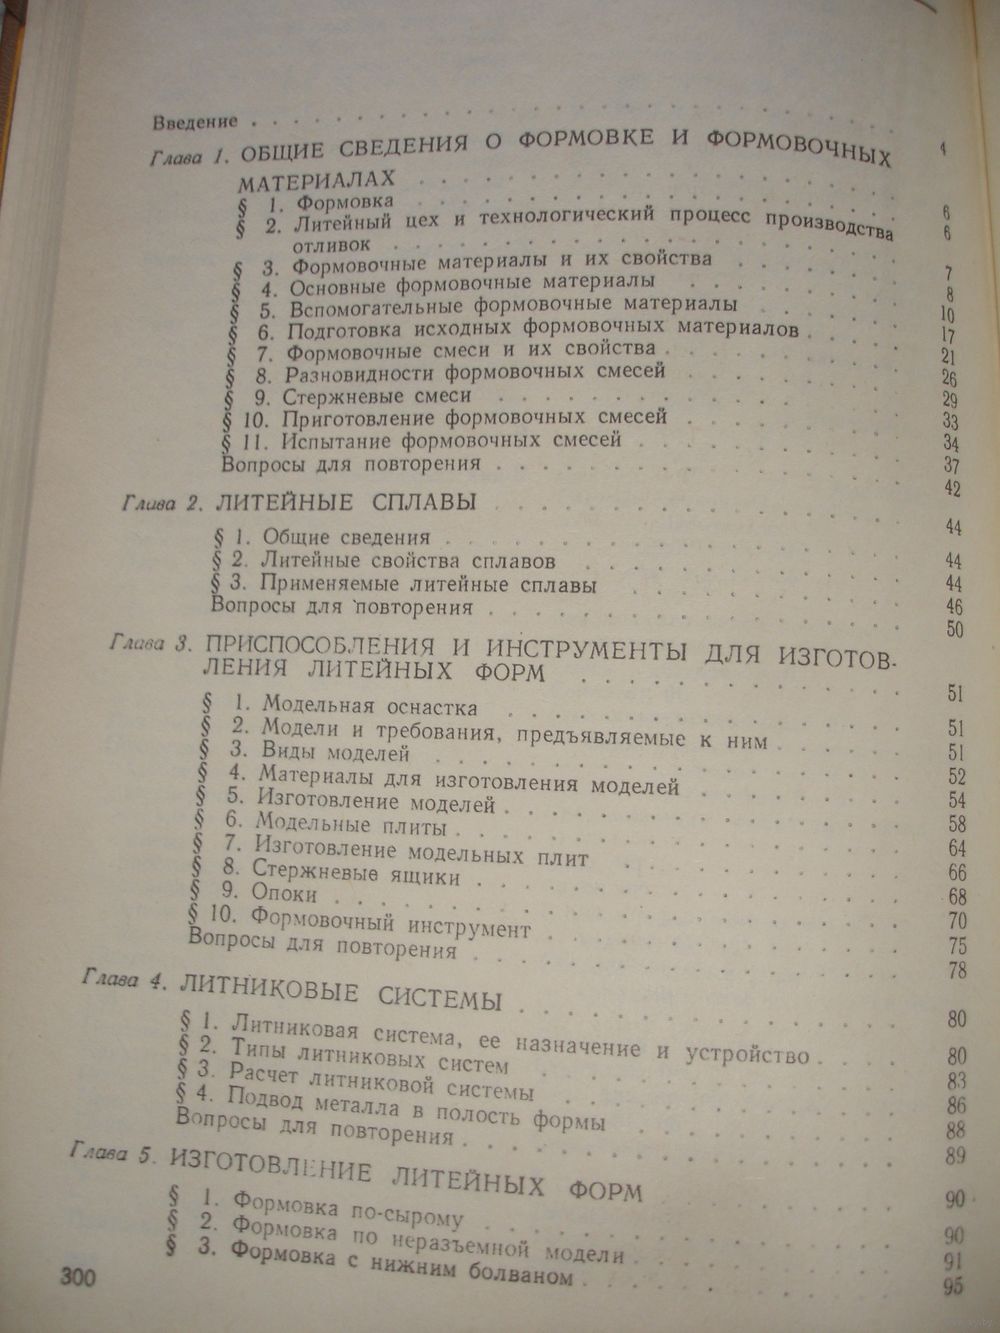 Введение . . . 4
Глава 1. ОБЩИЕ СВЕДЕНИЯ О ФОРМОВКЕ И ФОРМОВОЧНЫХ
МАТЕРИАЛАХ . . . 6
§ 1. Формовка . . . 6
§ 2. Литейный цех и технологический процесс производства
отливок . . . 7
§ 3. Формовочные материалы и их свойства . . . 8
§ 4. Основные формовочные материалы . . . 10
§ 5. Вспомогательные формовочные материалы . . . 17
§ 6. Подготовка исходных формовочных материалов . . . 21
§ 7. Формовочные смеси и их свойства . . . 26
§ 8. Разновидности формовочных смесей . . . 29
§ 9. Стержневые смеси . . . 33
§ 10. Приготовление формовочных смесей . . . 34
§ 11. Испытание формовочных смесей . . . 37
Вопросы для повторения . . . 42
Глава 2. ЛИТЕЙНЫЕ СПЛАВЫ . . . 44
§ 1. Общие сведения . . . 44
§ 2. Литейные свойства сплавов . . . 44
§ 3. Применяемые литейные сплавы . . . 46
Вопросы для повторения . . . 50
Глава 3. ПРИСПОСОБЛЕНИЯ И ИНСТРУМЕНТЫ ДЛЯ ИЗГОТОВ-
ЛЕНИЯ ЛИТЕЙНЫХ ФОРМ . . . 51
§ 1. Модельная оснастка . . . 51
§ 2. Модели и требования, предъявляемые к ним . . . 51
§ 3. Виды моделей . . . 52
§ 4. Материалы для изготовления моделей . . . 54
§ 5. Изготовление моделей . . . 58
§ 6. Модельные плиты . . . 64
§ 7. Изготовление модельных плит . . . 66
§ 8. Стержневые ящики . . . 68
§ 9. Опоки . . . 70
§ 10. Формовочный инструмент . . . 75
Вопросы для повторения . . . 78
Глава 4. ЛИТНИКОВЫЕ СИСТЕМЫ . . . 80
§ 1. Литниковая система, ее назначение и устройство . . . 80
§ 2. Типы литниковых систем . . . 83
§ 3. Расчет литниковой системы . . . 86
§ 4. Подвод металла в полость формы . . . 88
Вопросы для повторения . . . 89
Глава 5. ИЗГОТОВЛЕНИЕ ЛИТЕЙНЫХ ФОРМ . . . 90
§ 1. Формовка по-сырому . . . 90
§ 2. Формовка по неразъемной модели . . . 91
§ 3. Формовка с нижним болваном . . . 95
300